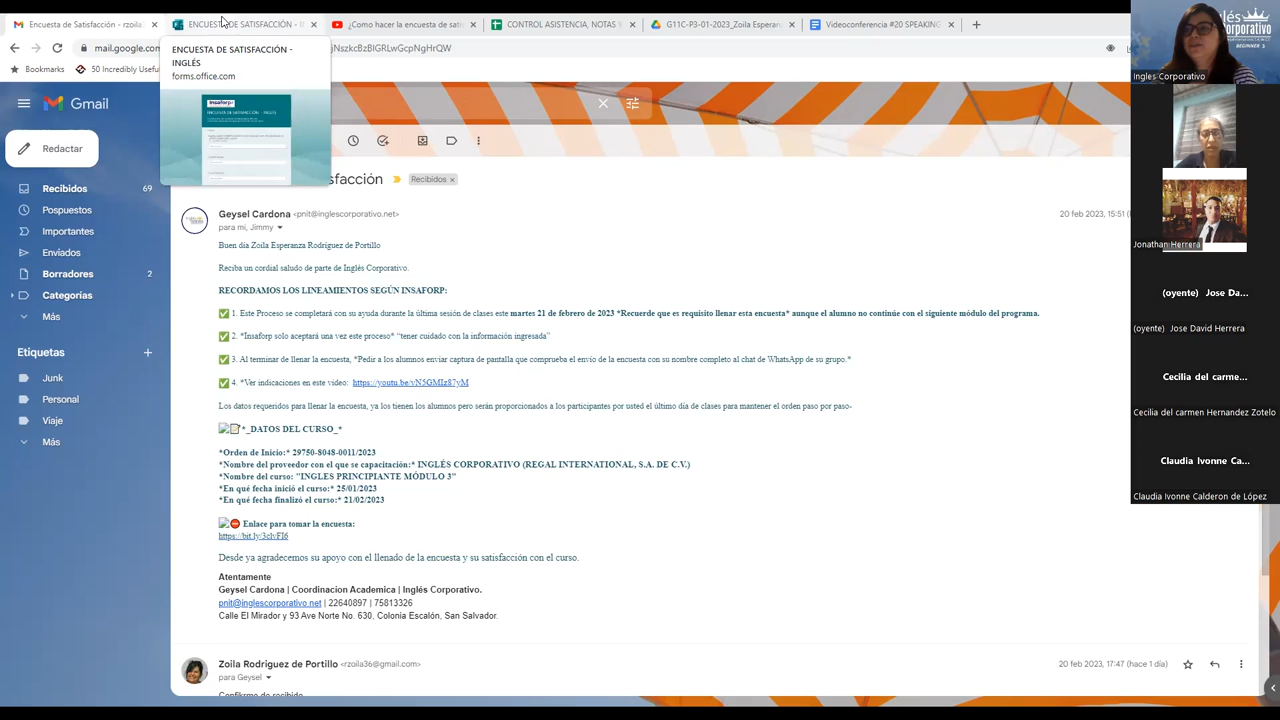 Encuesta de Satisfacción - rzoila
ENCUESTA DE SATISFACCIÓN - I
¿Como hacer la encuesta de sati
CONTROL ASISTENCIA, NOTAS Y
G11C-P3-01-2023_Zoila Esperan
Videoconferencia #20 SPEAKING
mail.google.com
jNszkcBzBlGRLwGcpNgHrQW
Bookmarks
50 Incredibly Useful
ENCUESTA DE SATISFACCIÓN -
INGLÉS
forms.office.com
Insaforp
ENCUESTA DE SATISFACCIÓN - INGLÉS
Gmail
Redactar
Recibidos 69
Pospuestos
Importantes
Enviados
Borradores 2
Categorías
Más
Etiquetas
Junk
Personal
Viaje
Más
sfacción
Recibidos
Geysel Cardona <pnit@inglescorporativo.net>
20 feb 2023, 15:51
para mí, Jimmy
Buen día Zoila Esperanza Rodríguez de Portillo
Reciba un cordial saludo de parte de Inglés Corporativo.
RECORDAMOS LOS LINEAMIENTOS SEGÚN INSAFORP:
✅ 1. Este Proceso se completará con su ayuda durante la última sesión de clases este martes 21 de febrero de 2023 *Recuerde que es requisito llenar esta encuesta* aunque el alumno no continúe con el siguiente módulo del programa.
✅ 2. *Insaforp solo aceptará una vez este proceso* “tener cuidado con la información ingresada”
✅ 3. Al terminar de llenar la encuesta, *Pedir a los alumnos enviar captura de pantalla que comprueba el envío de la encuesta con su nombre completo al chat de WhatsApp de su grupo.*
✅ 4. *Ver indicaciones en este video: https://youtu.be/vN5GMIz87yM
Los datos requeridos para llenar la encuesta, ya los tienen los alumnos pero serán proporcionados a los participantes por usted el último día de clases para mantener el orden paso por paso-
*_DATOS DEL CURSO_*
*Orden de Inicio:* 29750-8048-0011/2023
*Nombre del proveedor con el que se capacitación:* INGLÉS CORPORATIVO (REGAL INTERNATIONAL, S.A. DE C.V.)
*Nombre del curso: "INGLES PRINCIPIANTE MÓDULO 3"
*En qué fecha inició el curso:* 25/01/2023
*En qué fecha finalizó el curso:* 21/02/2023
Enlace para tomar la encuesta:
https://bit.ly/3clvFI6
Desde ya agradecemos su apoyo con el llenado de la encuesta y su satisfacción con el curso.
Atentamente
Geysel Cardona | Coordinacion Academica | Inglés Corporativo.
pnit@inglescorporativo.net | 22640897 | 75813326
Calle El Mirador y 93 Ave Norte No. 630, Colonia Escalón, San Salvador.
Zoila Rodriguez de Portillo <rzoila36@gmail.com>
20 feb 2023, 17:47 (hace 1 día)
para Geysel
Confikrmo de recibido
Ingles Corporativo
Jonathan Herrera
(oyente) Jose Da...
(oyente) Jose David Herrera
Cecilia del carme...
Cecilia del carmen Hernandez Zotelo
Claudia Ivonne Ca...
Claudia Ivonne Calderon de López